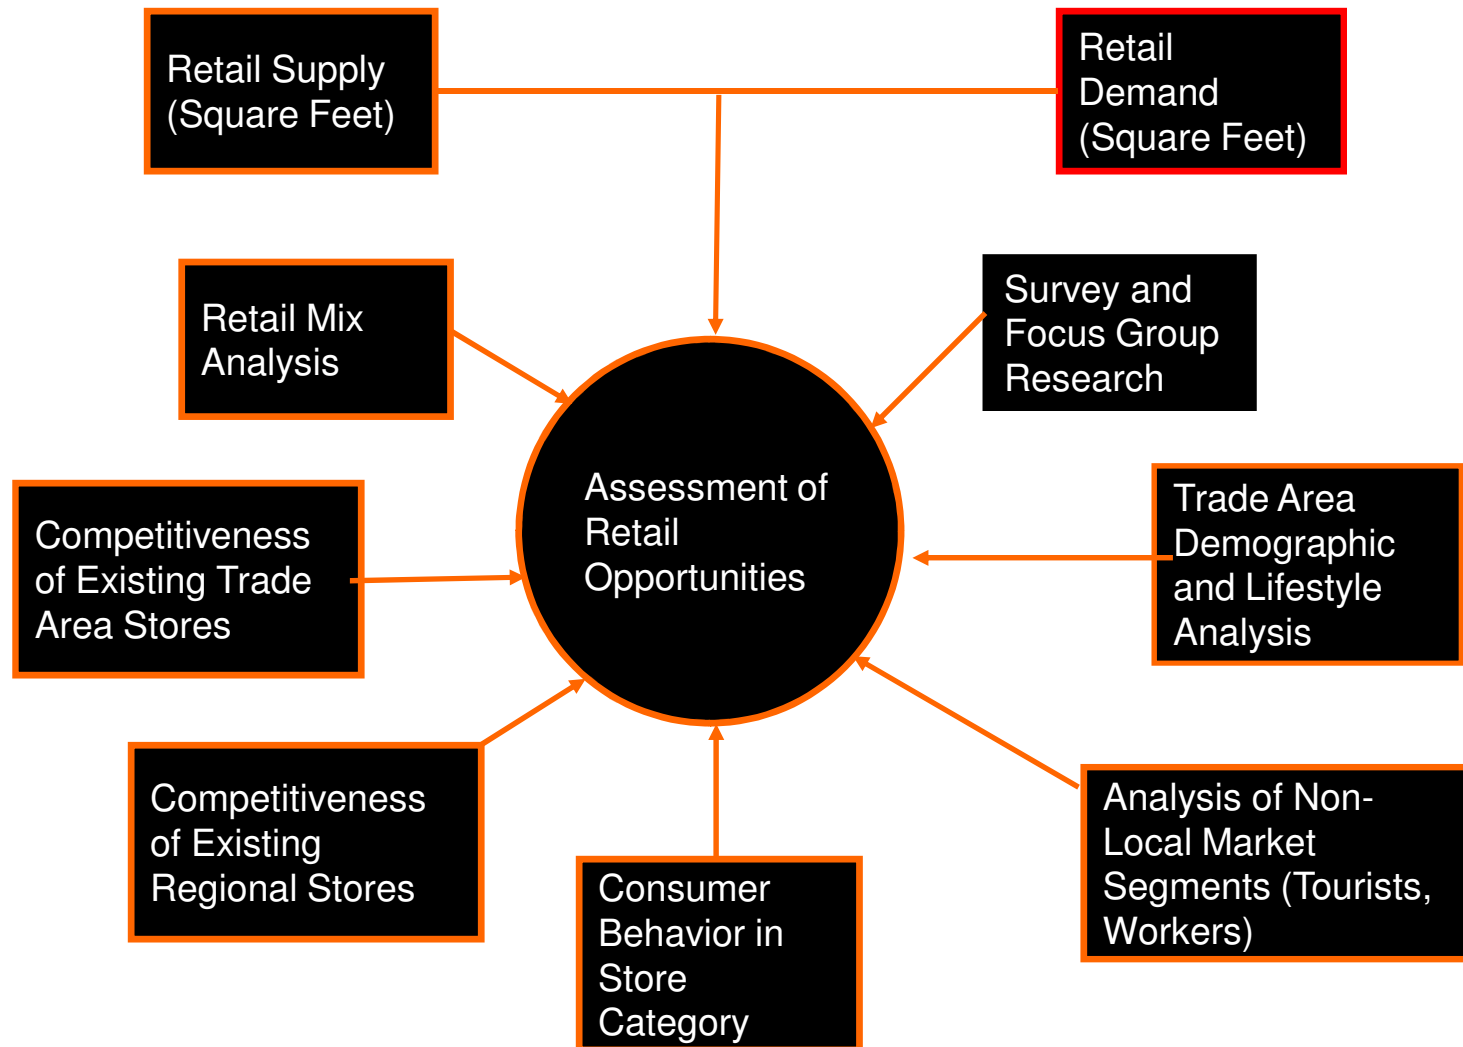 Retail Supply
(Square Feet)
Retail
Demand
(Square Feet)
Retail Mix
Analysis
Survey and
Focus Group
Research
Assessment of
Retail
Opportunities
Competitiveness
of Existing Trade
Area Stores
Trade Area
Demographic
and Lifestyle
Analysis
Competitiveness
of Existing
Regional Stores
Consumer
Behavior in
Store
Category
Analysis of Non-
Local Market
Segments (Tourists,
Workers)